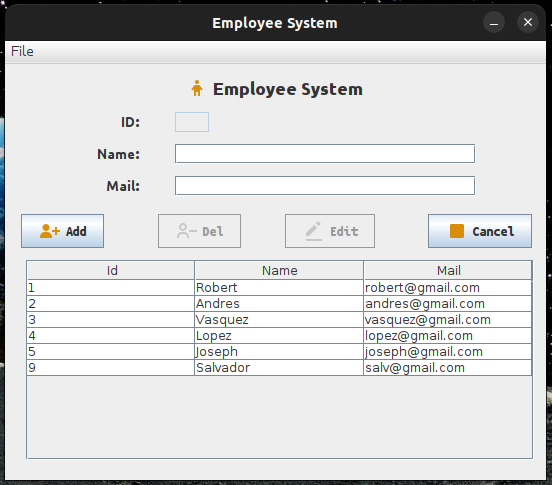 Employee System
File
Employee System
ID:
Name:
Mail:
Add Del Edit Cancel
Id Name Mail
1 Robert robert@gmail.com
2 Andres andres@gmail.com
3 Vasquez vasquez@gmail.com
4 Lopez lopez@gmail.com
5 Joseph joseph@gmail.com
9 Salvador salv@gmail.com